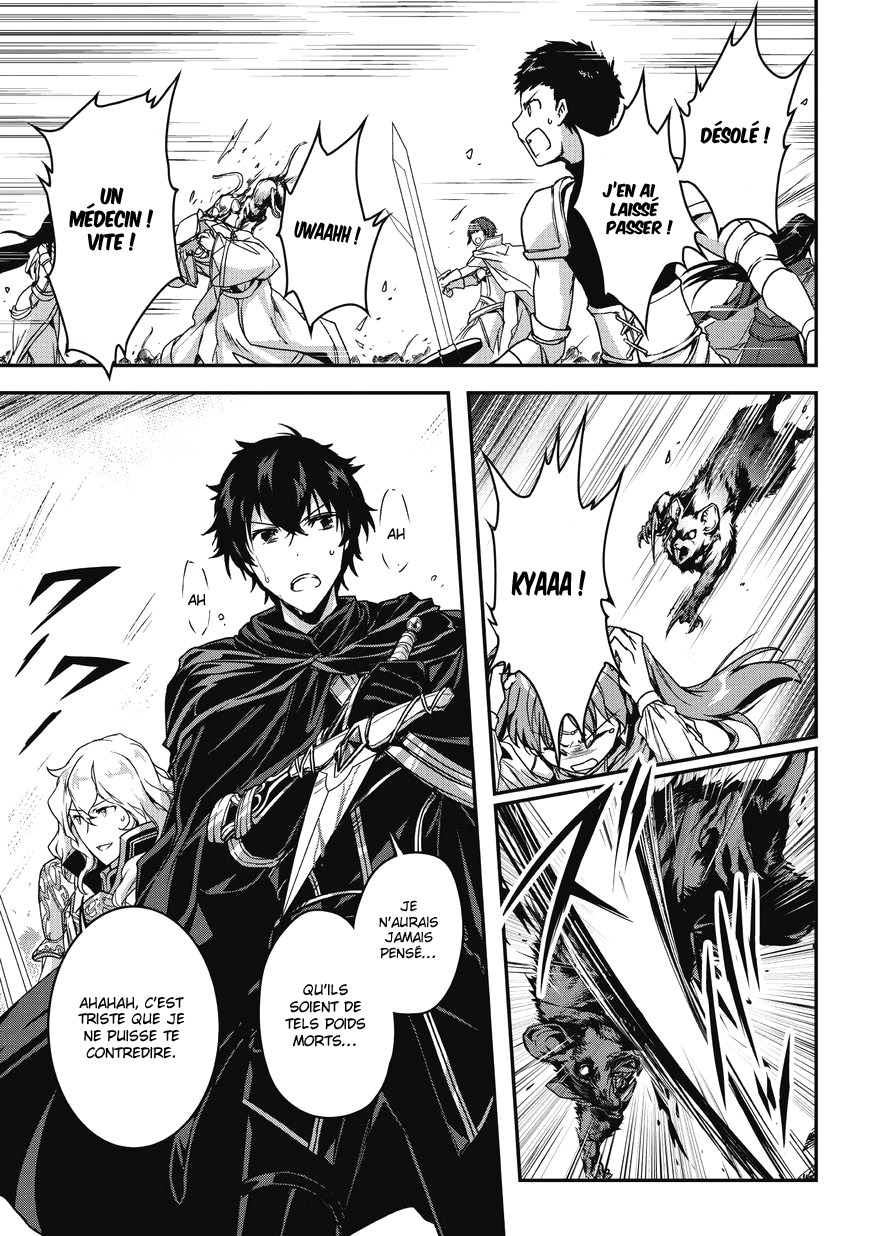 DÉSOLÉ !
J'EN AI
LAISSÉ
PASSER !
UWAAHH !
UN
MÉDECIN !
VITE !
KYAAA !
AH
AH
JE
N'AURAIS
JAMAIS
PENSÉ...
QU'ILS
SOIENT DE
TELS POIDS
MORTS...
AHAHAH, C'EST
TRISTE QUE JE
NE PUISSE TE
CONTREDIRE.